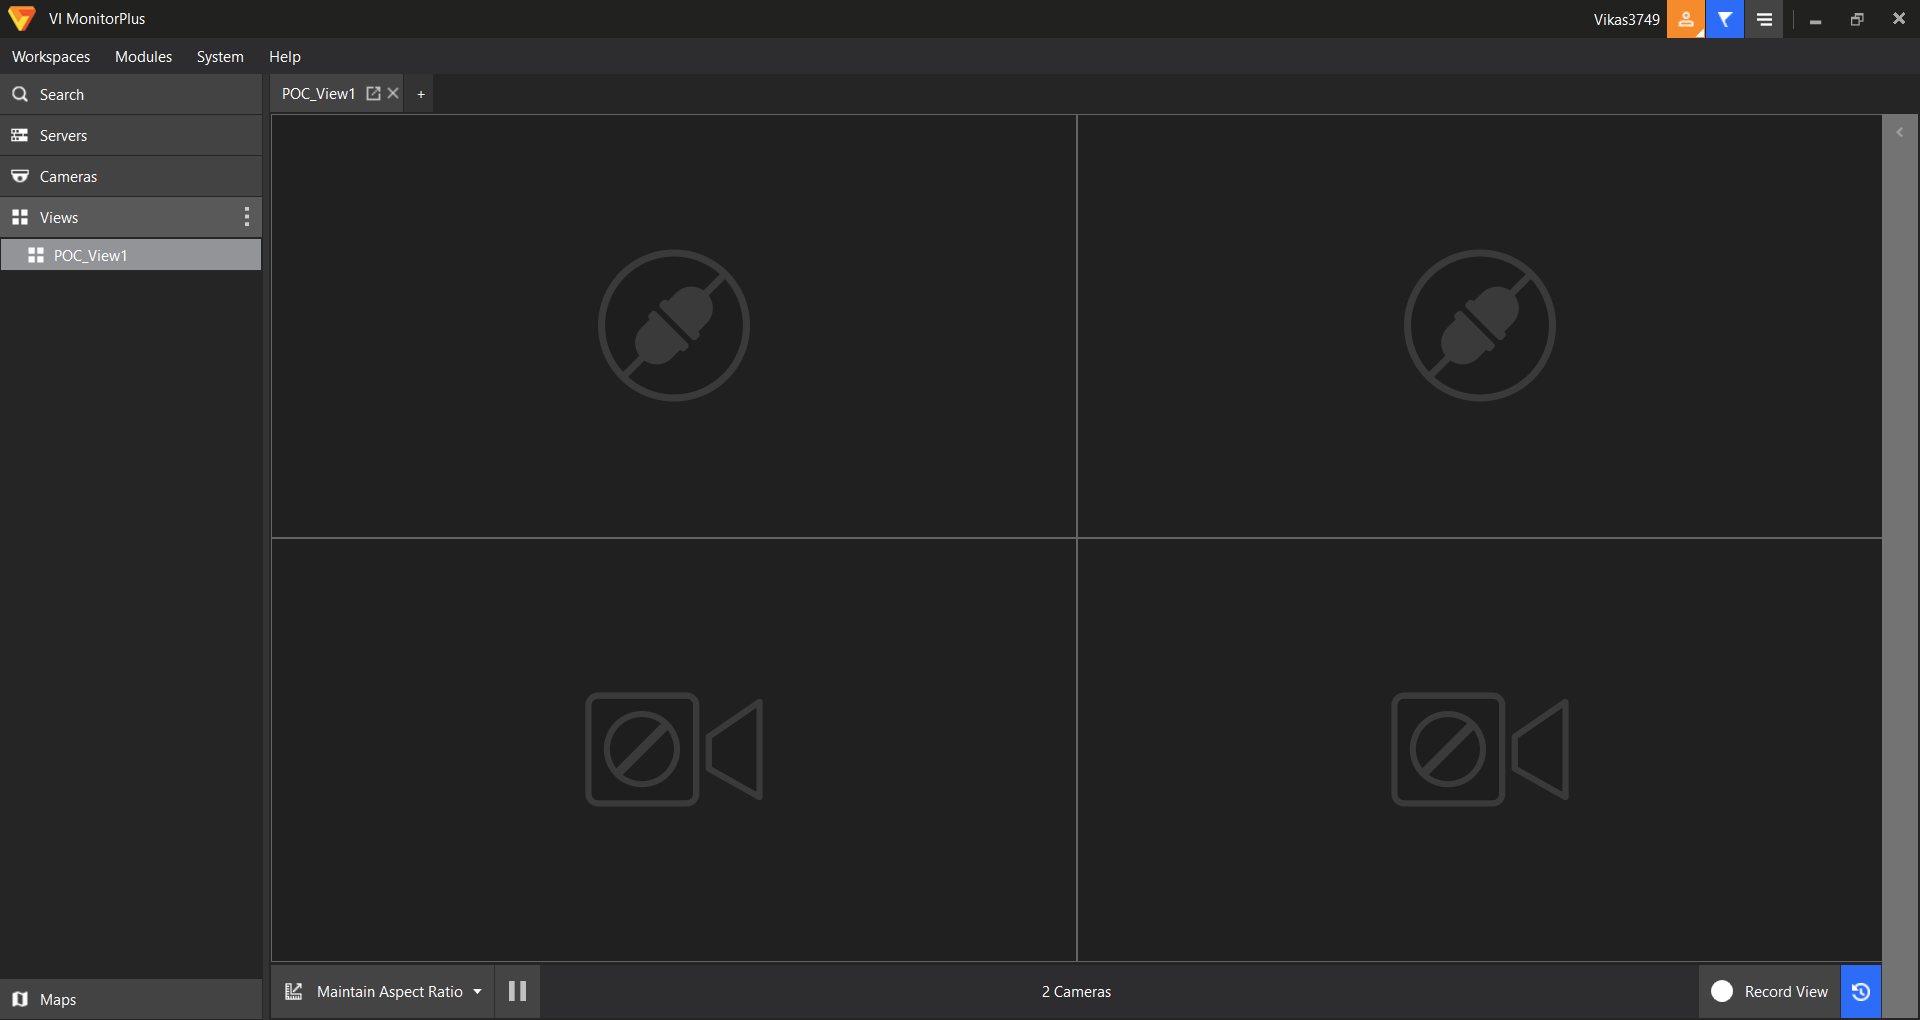 VI MonitorPlus
Vikas3749
Workspaces Modules System Help
Search
Servers
Cameras
Views
POC_View1
Maps
POC_View1 +
Maintain Aspect Ratio
2 Cameras
Record View